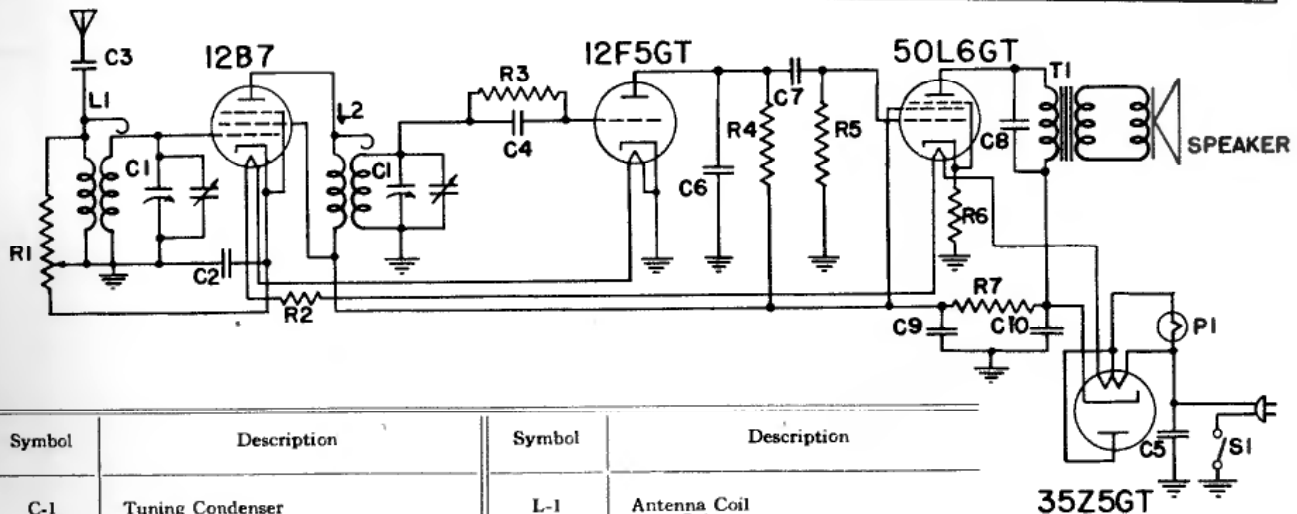 C3
12B7
12F5GT
50L6GT
T1
L1
L2
R3
C7
C4
R4
R5
C8
SPEAKER
C1
C1
C6
R6
R1
C2
R2
R7
C9
C10
P1
C5
S1
35Z5GT
Symbol Description Symbol Description
C-1 Tuning Condenser L-1 Antenna Coil